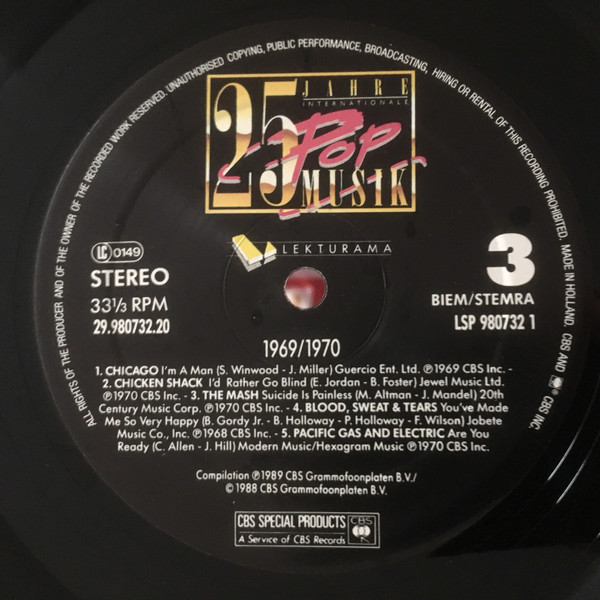 ALL RIGHTS OF THE PRODUCER AND OF THE OWNER OF THE RECORDED WORK RESERVED. UNAUTHORISED COPYING, PUBLIC PERFORMANCE, BROADCASTING, HIRING OR RENTAL OF THIS RECORDING PROHIBITED. MADE IN HOLLAND. CBS AND ® CBS INC.
25 JAHRE
INTERNATIONALE
Pop
MUSIK
LEKTURAMA
LC 0149
STEREO
33⅓ RPM
29.980732.20
3
BIEM/STEMRA
LSP 980732 1
1969/1970
1. CHICAGO I'm A Man (S. Winwood - J. Miller) Guercio Ent. Ltd. ℗1969 CBS Inc. -
2. CHICKEN SHACK I'd Rather Go Blind (E. Jordan - B. Foster) Jewel Music Ltd.
℗1970 CBS Inc. - 3. THE MASH Suicide is Painless (M. Altman - J. Mandel) 20th
Century Music Corp. ℗1970 CBS Inc. - 4. BLOOD, SWEAT & TEARS You've Made
Me So Very Happy (B. Gordy Jr. - B. Holloway - P. Holloway - F. Wilson) Jobete
Music Co., Inc. ℗1968 CBS Inc. - 5. PACIFIC GAS AND ELECTRIC Are You
Ready (C. Allen - J. Hill) Modern Music/Hexagram Music ℗1970 CBS Inc.
Compilation ℗1989 CBS Grammofoonplaten B.V./
© 1988 CBS Grammofoonplaten B.V.
CBS SPECIAL PRODUCTS CBS
A Service of CBS Records